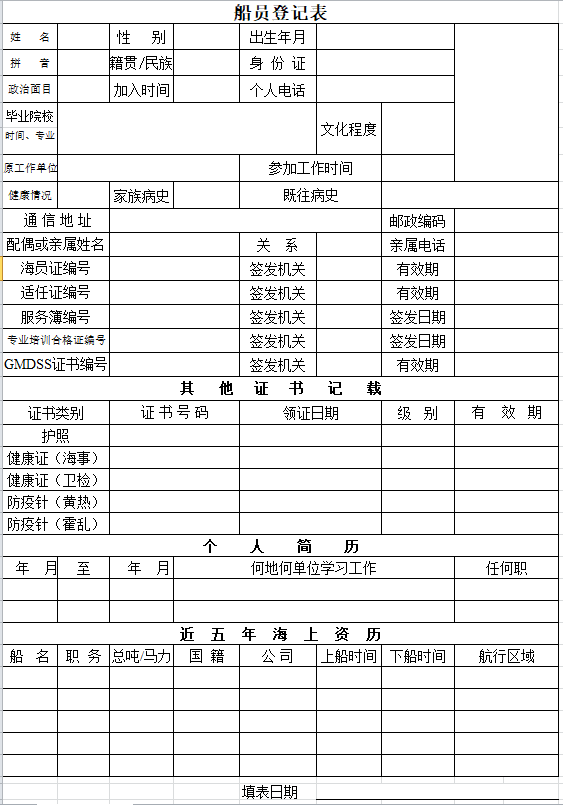 船员登记表
姓 名 性 别 出生年月
拼 音 籍贯/民族 身 份 证
政治面目 加入时间 个人电话
毕业院校
时间、专业 文化程度
原工作单位 参加工作时间
健康情况 家族病史 既往病史
通 信 地 址 邮政编码
配偶或亲属姓名 关 系 亲属电话
海员证编号 签发机关 有效期
适任证编号 签发机关 有效期
服务簿编号 签发机关 签发日期
专业培训合格证编号 签发机关 签发日期
GMDSS证书编号 签发机关 有效期
其 他 证 书 记 载
证书类别 证 书 号 码 领证日期 级 别 有 效 期
护照
健康证（海事）
健康证（卫检）
防疫针（黄热）
防疫针（霍乱）
个 人 简 历
年 月 至 年 月 何地何单位学习工作 任何职
近 五 年 海 上 资 历
船 名 职 务 总吨/马力 国 籍 公 司 上船时间 下船时间 航行区域
填表日期